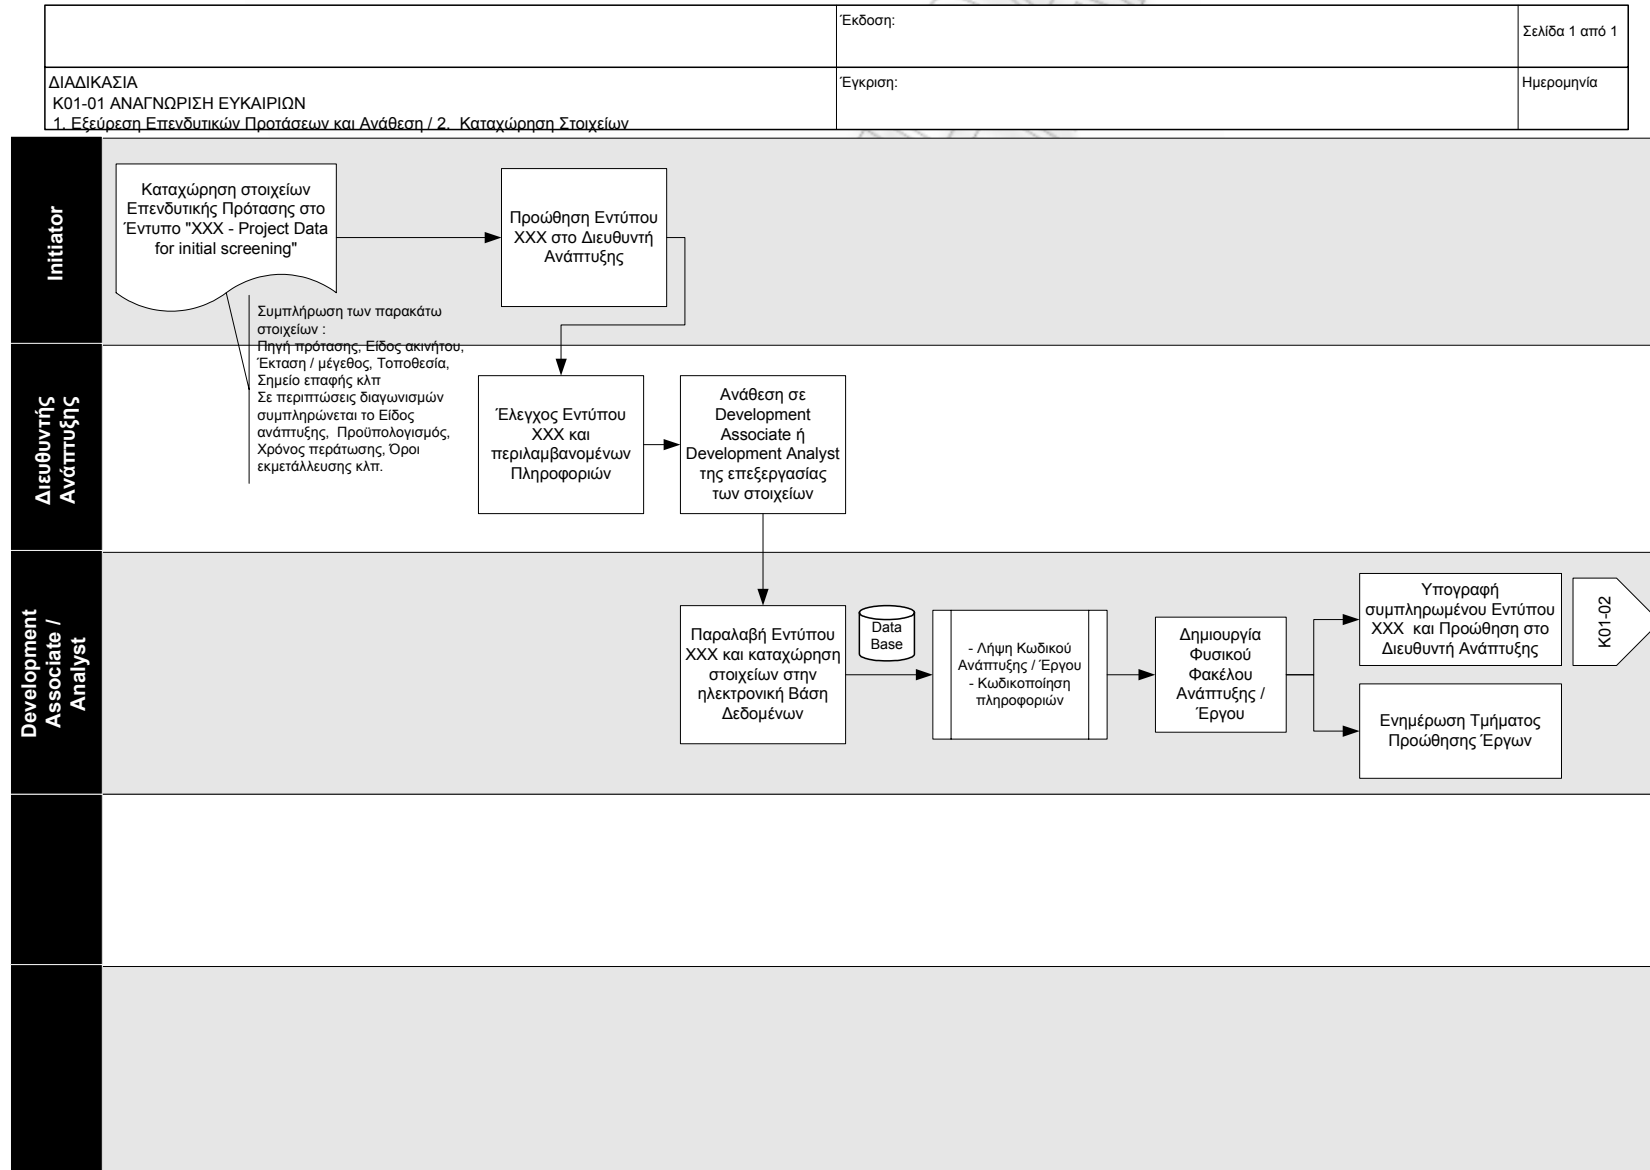 Έκδοση:
Σελίδα 1 από 1
ΔΙΑΔΙΚΑΣΙΑ
Κ01-01 ΑΝΑΓΝΩΡΙΣΗ ΕΥΚΑΙΡΙΩΝ
1. Εξεύρεση Επενδυτικών Προτάσεων και Ανάθεση / 2. Καταχώρηση Στοιχείων
Έγκριση:
Ημερομηνία
Initiator
Καταχώρηση στοιχείων
Επενδυτικής Πρότασης στο
Έντυπο "XXX - Project Data
for initial screening"
Προώθηση Εντύπου
ΧΧΧ στο Διευθυντή
Ανάπτυξης
Συμπλήρωση των παρακάτω
στοιχείων :
Πηγή πρότασης, Είδος ακινήτου,
Έκταση / μέγεθος, Τοποθεσία,
Σημείο επαφής κλπ
Σε περιπτώσεις διαγωνισμών
συμπληρώνεται το Είδος
ανάπτυξης, Προϋπολογισμός,
Χρόνος περάτωσης, Όροι
εκμετάλλευσης κλπ.
Διευθυντής
Ανάπτυξης
Έλεγχος Εντύπου
ΧΧΧ και
περιλαμβανομένων
Πληροφοριών
Ανάθεση σε
Development
Associate ή
Development Analyst
της επεξεργασίας
των στοιχείων
Development
Associate /
Analyst
Παραλαβή Εντύπου
ΧΧΧ και καταχώρηση
στοιχείων στην
ηλεκτρονική Βάση
Δεδομένων
Data
Base
- Λήψη Κωδικού
Ανάπτυξης / Έργου
- Κωδικοποίηση
πληροφοριών
Δημιουργία
Φυσικού
Φακέλου
Ανάπτυξης /
Έργου
Υπογραφή
συμπληρωμένου Εντύπου
ΧΧΧ και Προώθηση στο
Διευθυντή Ανάπτυξης
Κ01-02
Ενημέρωση Τμήματος
Προώθησης Έργων